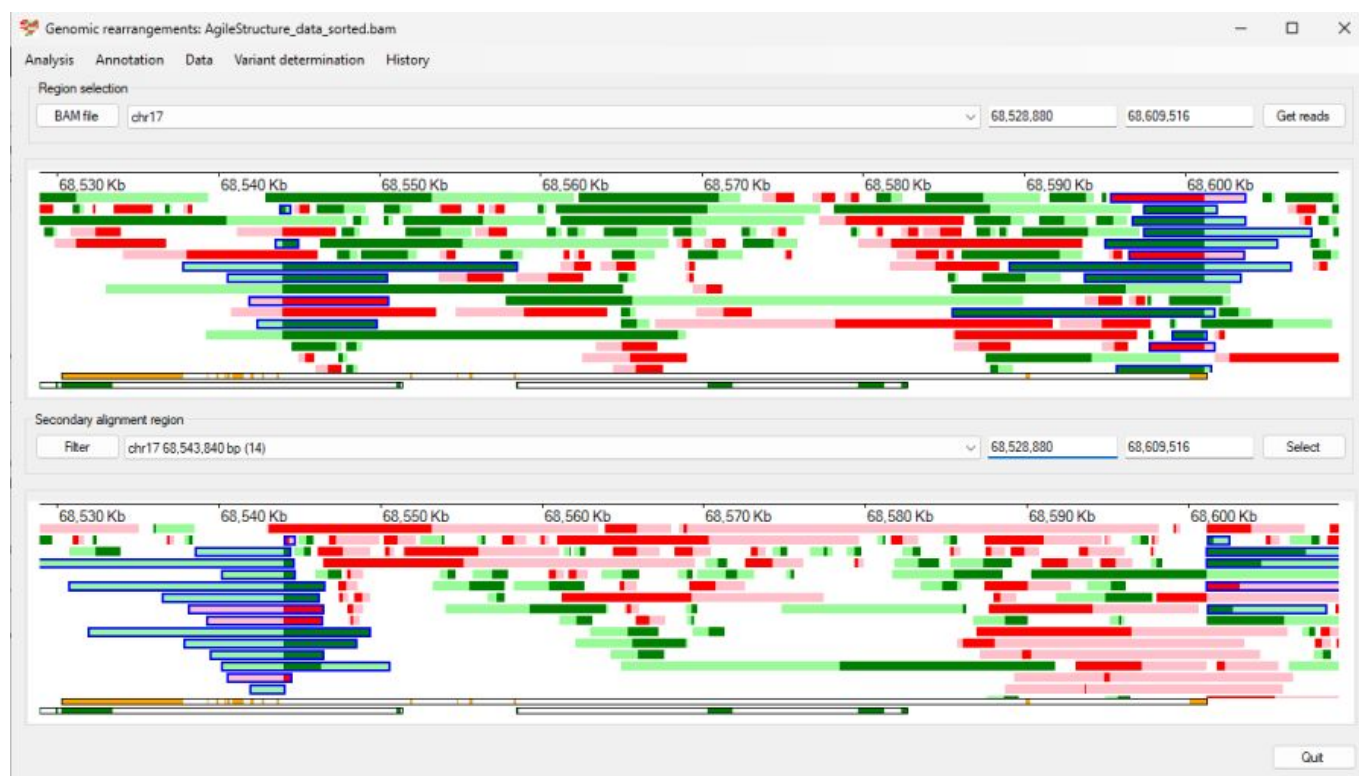 Genomic rearrangements: AgileStructure_data_sorted.bam
Analysis Annotation Data Variant determination History
Region selection
BAM file chr17 68,528,880 68,609,516 Get reads
68,530 Kb 68,540 Kb 68,550 Kb 68,560 Kb 68,570 Kb 68,580 Kb 68,590 Kb 68,600 Kb
Secondary alignment region
Filter chr17 68,543,840 bp (14) 68,528,880 68,609,516 Select
68,530 Kb 68,540 Kb 68,550 Kb 68,560 Kb 68,570 Kb 68,580 Kb 68,590 Kb 68,600 Kb
Quit